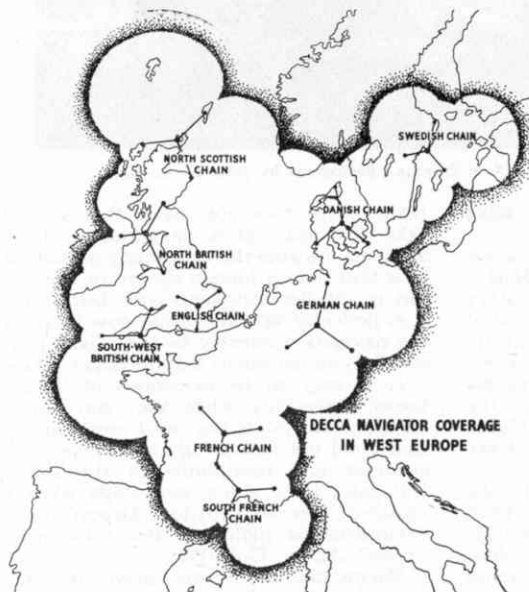 SWEDISH CHAIN
NORTH SCOTTISH
CHAIN
DANISH CHAIN
NORTH BRITISH
CHAIN
GERMAN CHAIN
ENGLISH CHAIN
SOUTH-WEST
BRITISH CHAIN
DECCA NAVIGATOR COVERAGE
IN WEST EUROPE
FRENCH CHAIN
SOUTH FRENCH
CHAIN